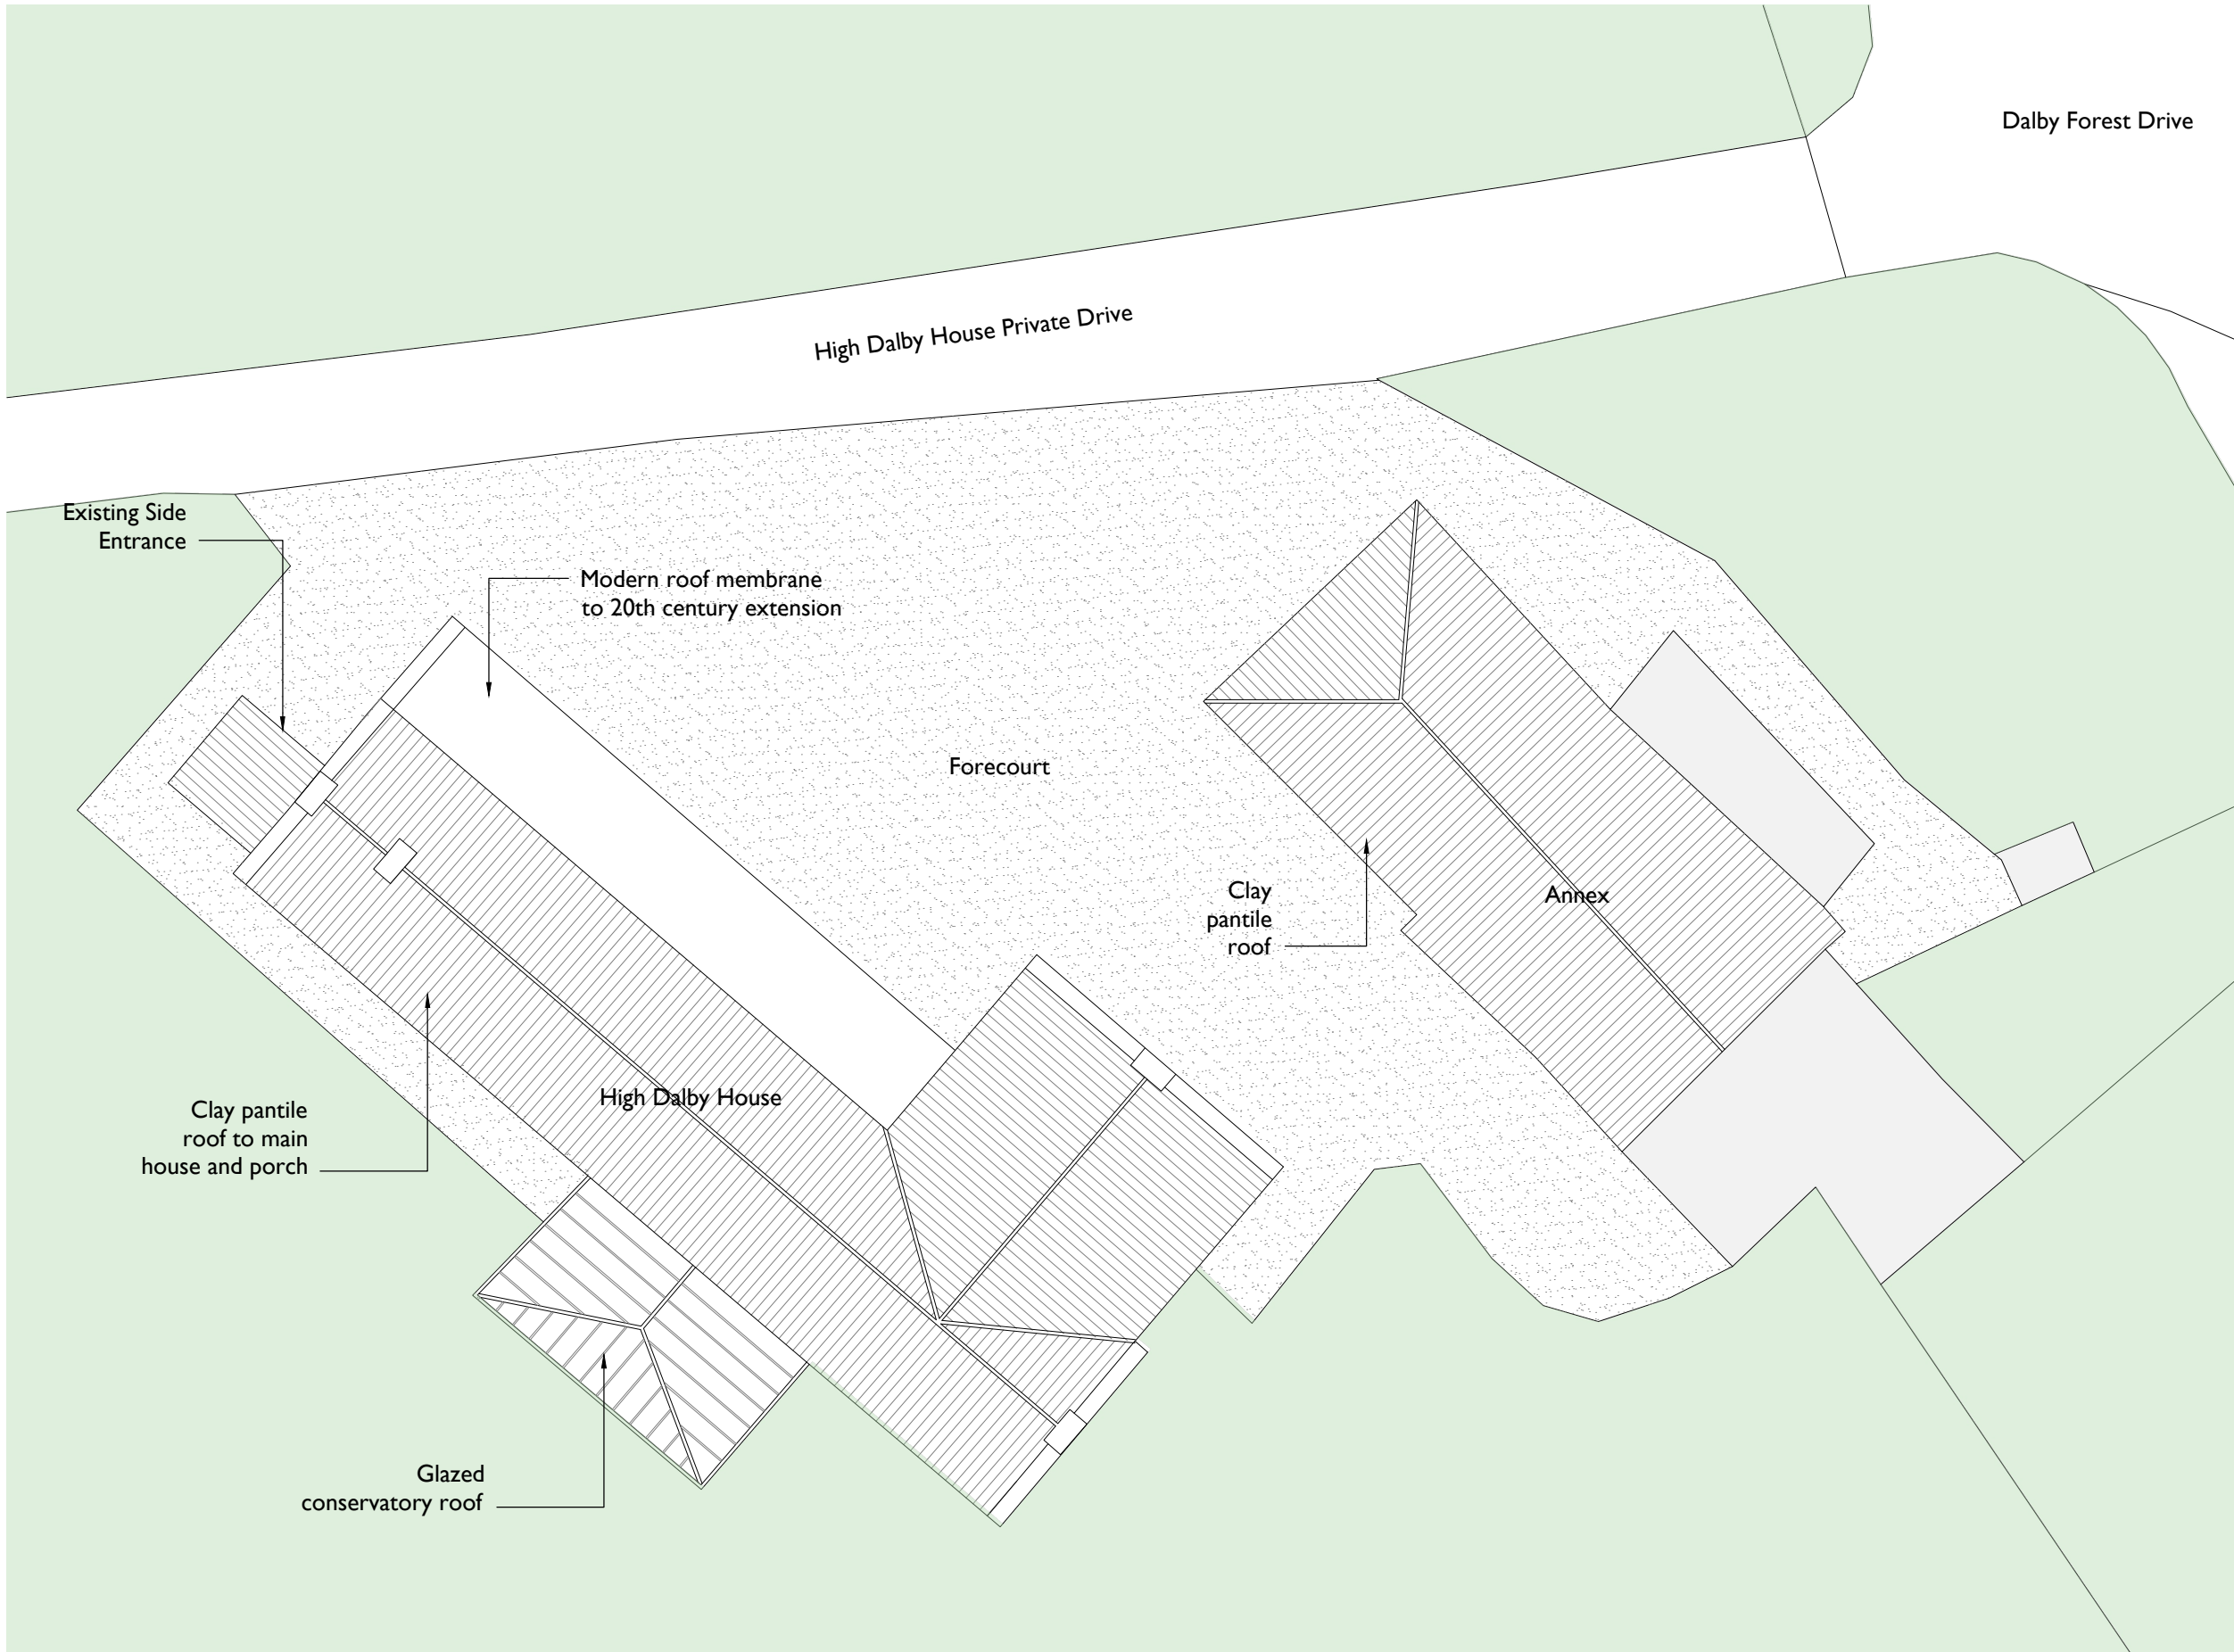 Dalby Forest Drive
High Dalby House Private Drive
Existing Side
Entrance
Modern roof membrane
to 20th century extension
Forecourt
Clay
pantile
roof
Annex
High Dalby House
Clay pantile
roof to main
house and porch
Glazed
conservatory roof